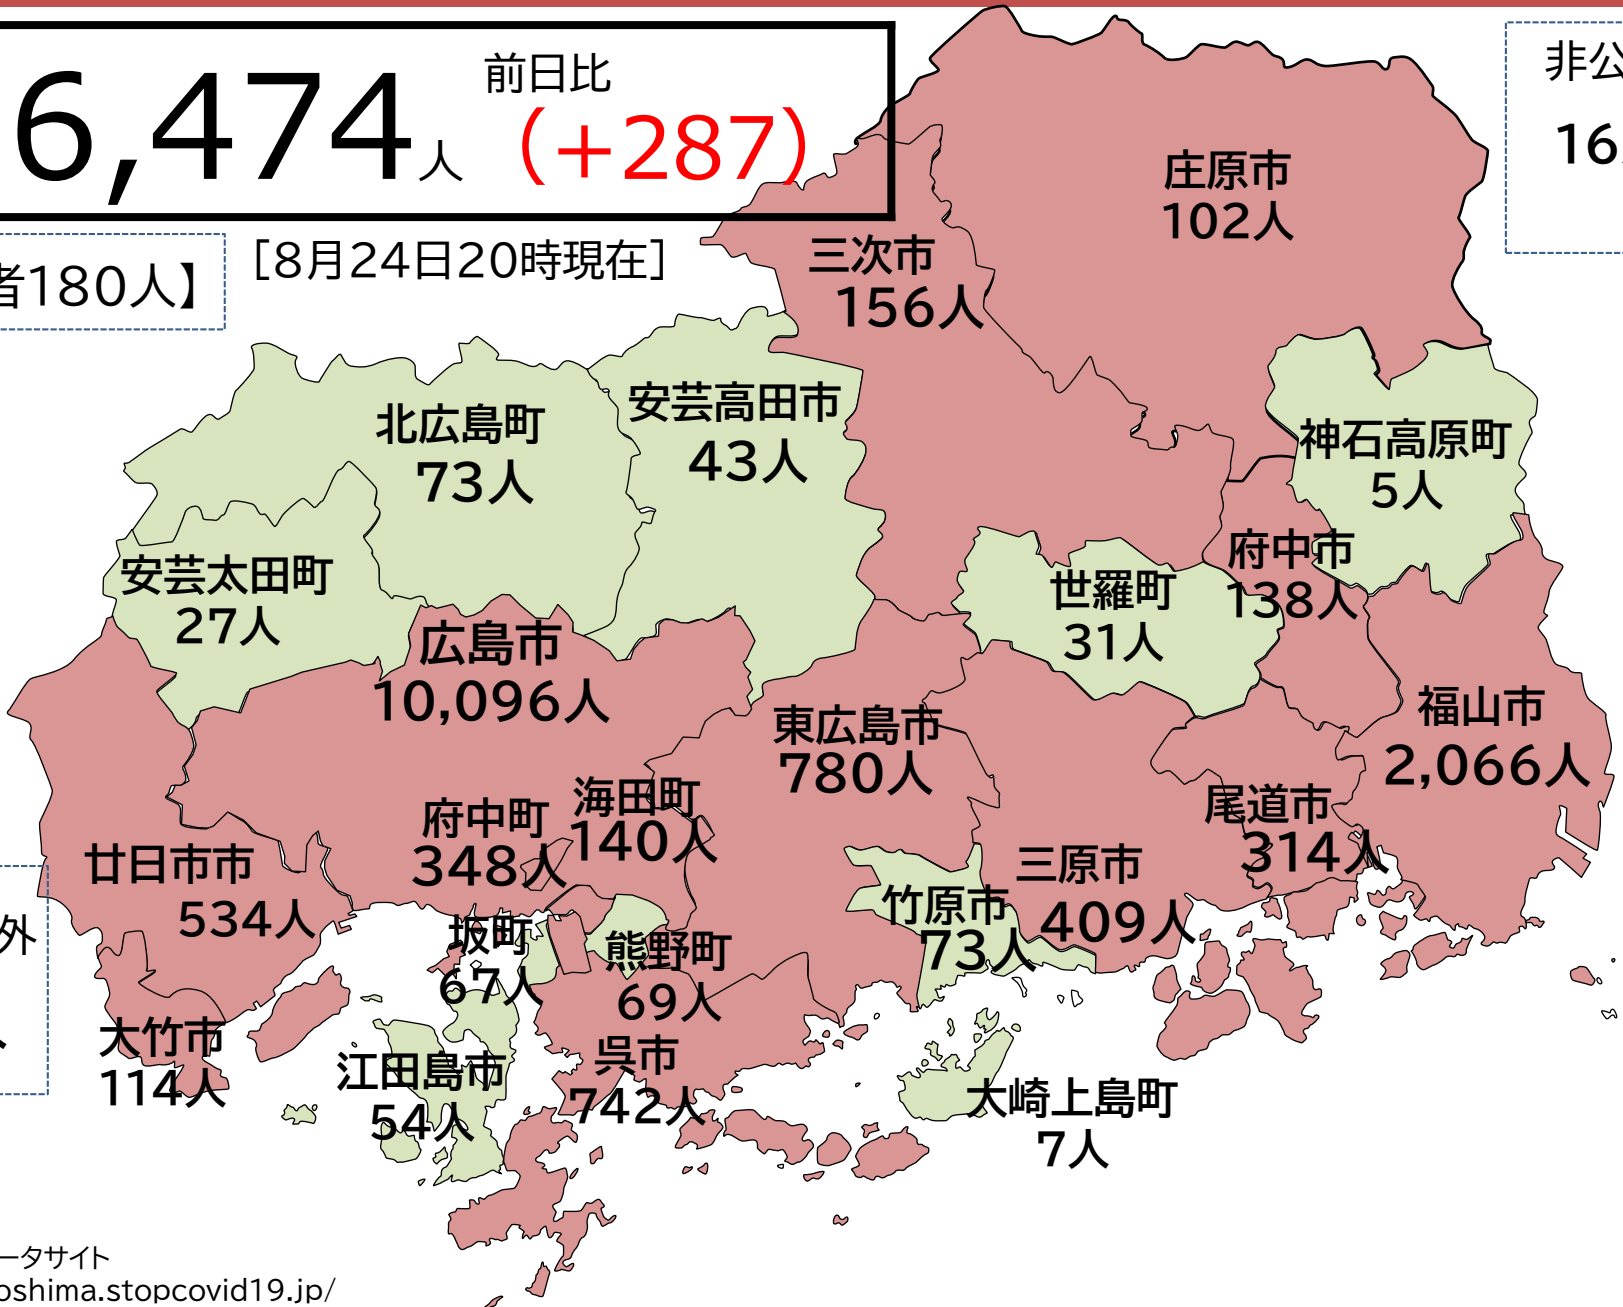 6,474人
前日比
(+287)
非公
16
者180人】
[8月24日20時現在]
庄原市
102人
三次市
156人
安芸高田市
43人
北広島町
73人
神石高原町
5人
府中市
138人
安芸太田町
27人
世羅町
31人
広島市
10,096人
東広島市
780人
福山市
2,066人
海田町
140人
府中町
348人
尾道市
314人
廿日市市
534人
三原市
409人
竹原市
73人
外
坂町
67人
熊野町
69人
大竹市
114人
江田島市
54人
呉市
742人
大崎上島町
7人
ータサイト
oshima.stopcovid19.jp/